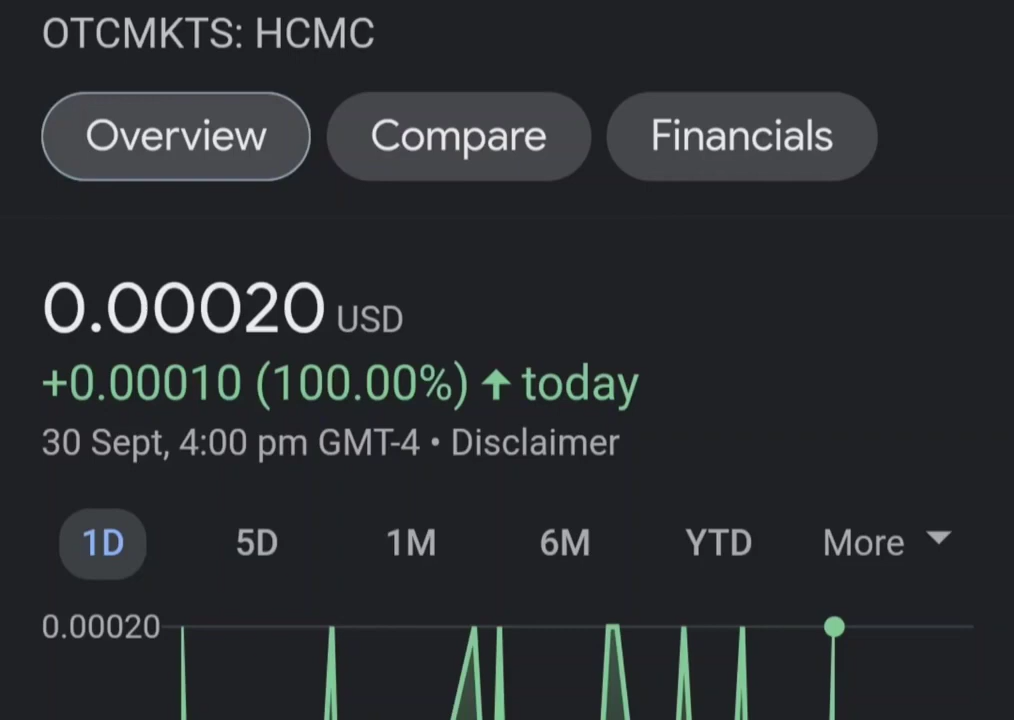 OTCMKTS: HCMC
Overview Compare Financials
0.00020 USD
+0.00010 (100.00%) ↑ today
30 Sept, 4:00 pm GMT-4 • Disclaimer
1D 5D 1M 6M YTD More
0.00020